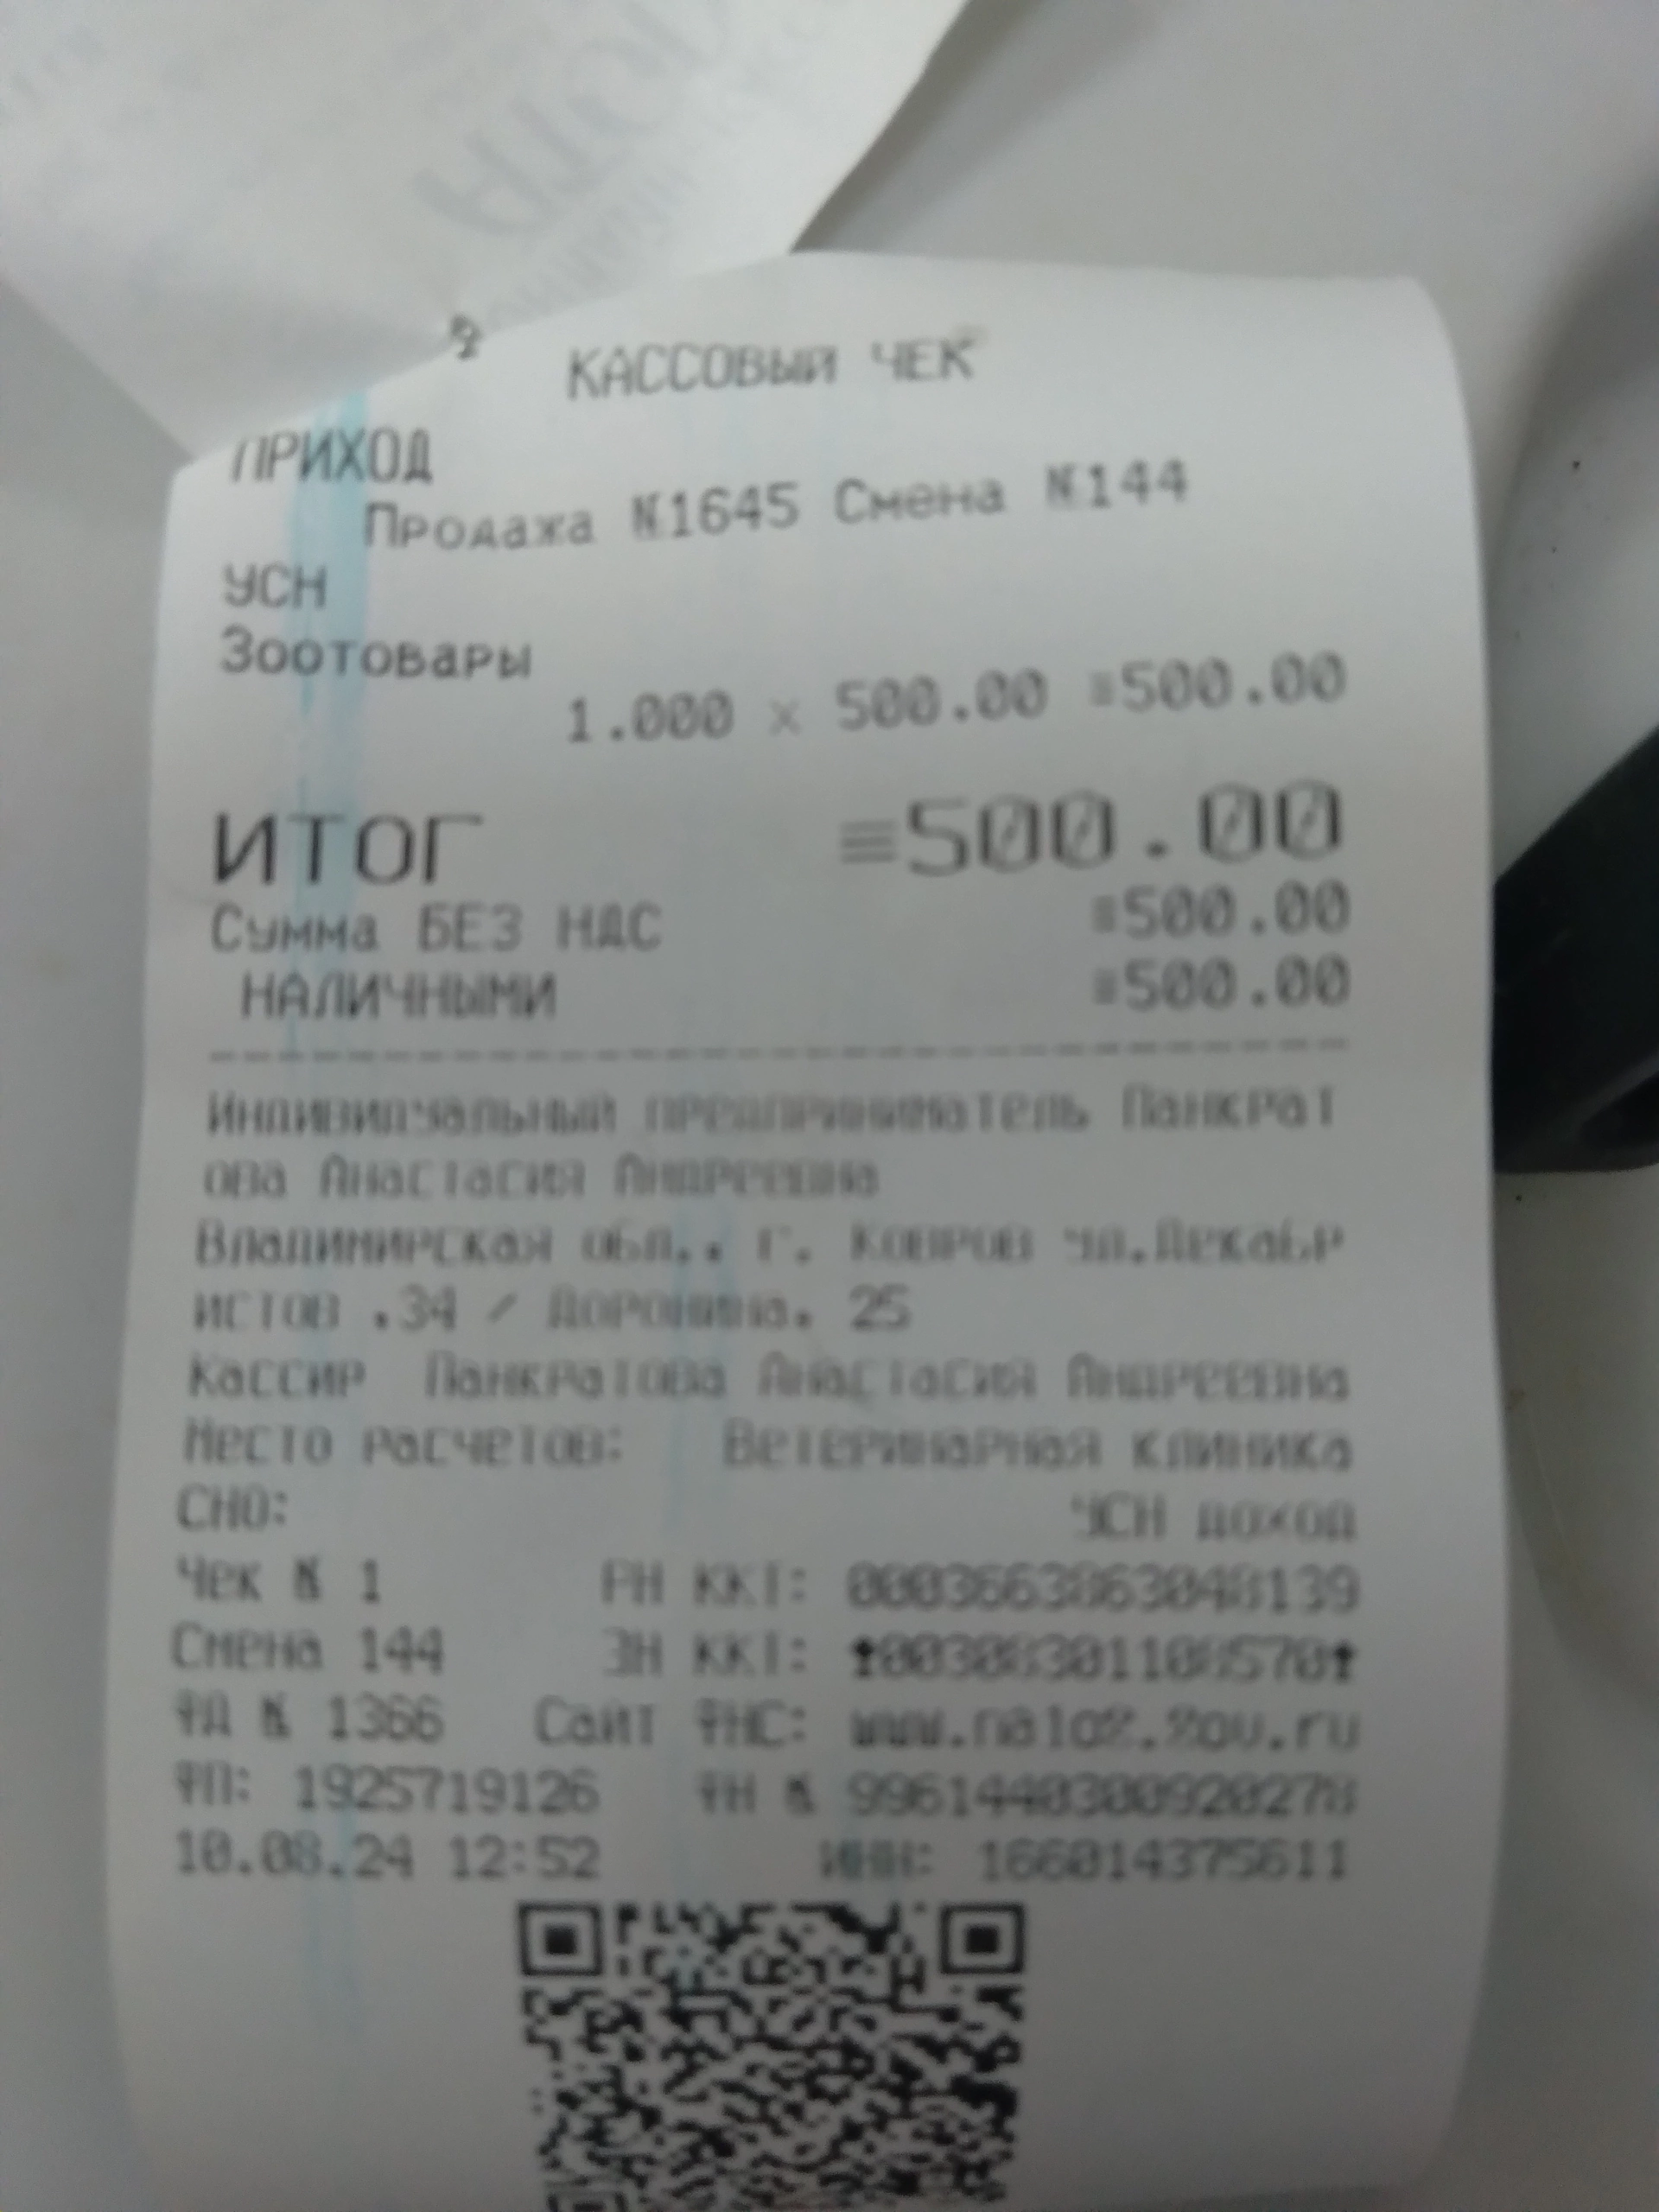 КАССОВЫЙ ЧЕК
ПРИХОД
Продажа №1645 Смена №144
УСН
Зоотовары
1.000 x 500.00 ≡500.00
ИТОГ ≡500.00
Сумма БЕЗ НДС ≡500.00
НАЛИЧНЫМИ ≡500.00
Индивидуальный предприниматель Панкрат
ова Анастасия Андреевна
Владимирская обл., г. Ковров ул.Декабр
истов .34 / Доронина. 25
Кассир Панкратова Анастасия Андреевна
Место расчетов: Ветеринарная клиника
СНО: УСН доход
Чек № 1 РН ККТ: 0003663863048139
Смена 144 ЗН ККТ: 00308301108570
ФД № 1366 Сайт ФНС: www.nalog.gov.ru
ФП: 1925719126 ФН № 9961440300920278
10.08.24 12:52 ИНН: 166014375611